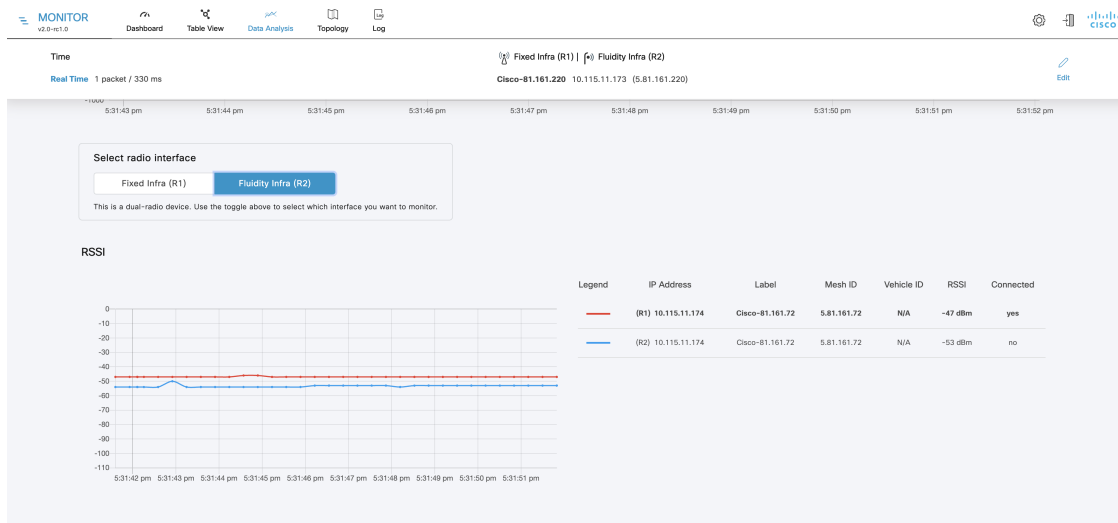 MONITOR
v2.0-rc1.0
Dashboard
Table View
Data Analysis
Topology
Log
CISCO
Time
Real Time 1 packet / 330 ms
Fixed Infra (R1) | Fluidity Infra (R2)
Cisco-81.161.220 10.115.11.173 (5.81.161.220)
Edit
-1000
5:31:43 pm 5:31:44 pm 5:31:45 pm 5:31:46 pm 5:31:47 pm 5:31:48 pm 5:31:49 pm 5:31:50 pm 5:31:51 pm 5:31:52 pm
Select radio interface
Fixed Infra (R1) Fluidity Infra (R2)
This is a dual-radio device. Use the toggle above to select which interface you want to monitor.
RSSI
0
-10
-20
-30
-40
-50
-60
-70
-80
-90
-100
-110
5:31:42 pm 5:31:43 pm 5:31:44 pm 5:31:45 pm 5:31:46 pm 5:31:47 pm 5:31:48 pm 5:31:49 pm 5:31:50 pm 5:31:51 pm
Legend IP Address Label Mesh ID Vehicle ID RSSI Connected
(R1) 10.115.11.174 Cisco-81.161.72 5.81.161.72 N/A -47 dBm yes
(R2) 10.115.11.174 Cisco-81.161.72 5.81.161.72 N/A -53 dBm no